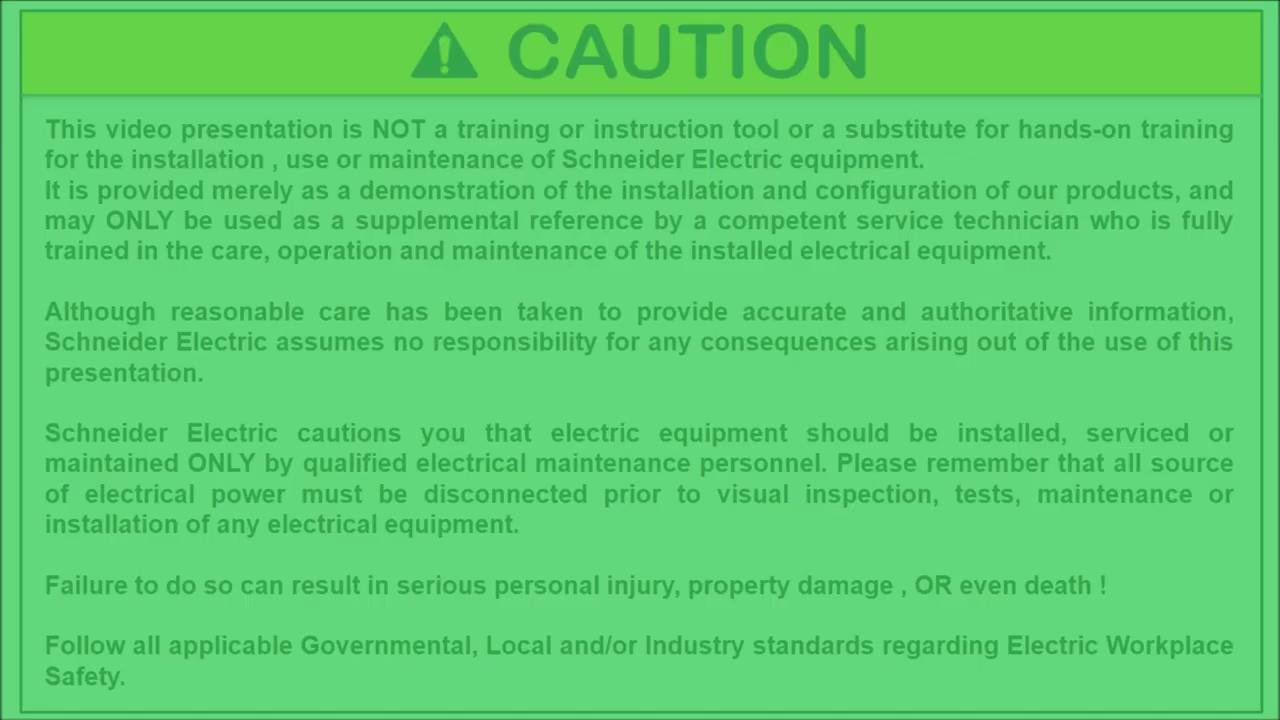 CAUTION
This video presentation is NOT a training or instruction tool or a substitute for hands-on training
for the installation , use or maintenance of Schneider Electric equipment.
It is provided merely as a demonstration of the installation and configuration of our products, and
may ONLY be used as a supplemental reference by a competent service technician who is fully
trained in the care, operation and maintenance of the installed electrical equipment.
Although reasonable care has been taken to provide accurate and authoritative information,
Schneider Electric assumes no responsibility for any consequences arising out of the use of this
presentation.
Schneider Electric cautions you that electric equipment should be installed, serviced or
maintained ONLY by qualified electrical maintenance personnel. Please remember that all source
of electrical power must be disconnected prior to visual inspection, tests, maintenance or
installation of any electrical equipment.
Failure to do so can result in serious personal injury, property damage , OR even death !
Follow all applicable Governmental, Local and/or Industry standards regarding Electric Workplace
Safety.